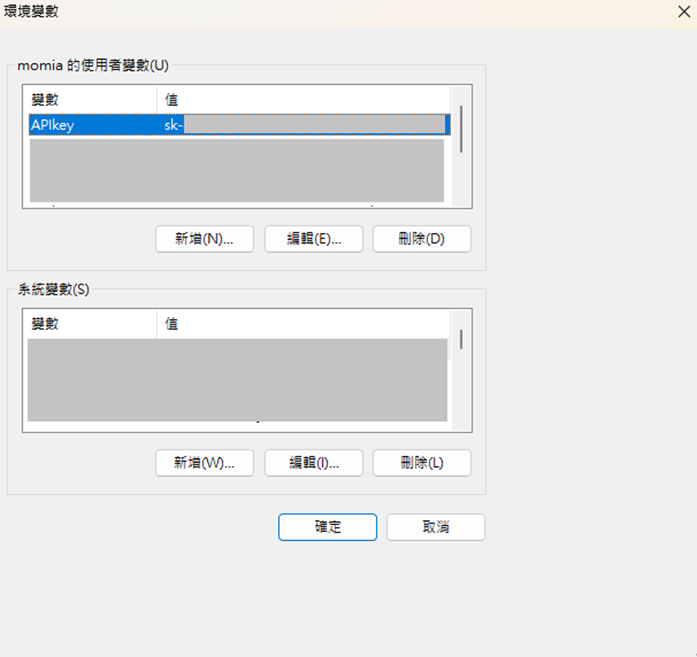 環境變數
momia 的使用者變數(U)
變數 值
APIkey sk-
新增(N)... 編輯(E)... 刪除(D)
系統變數(S)
變數 值
新增(W)... 編輯(I)... 刪除(L)
確定 取消